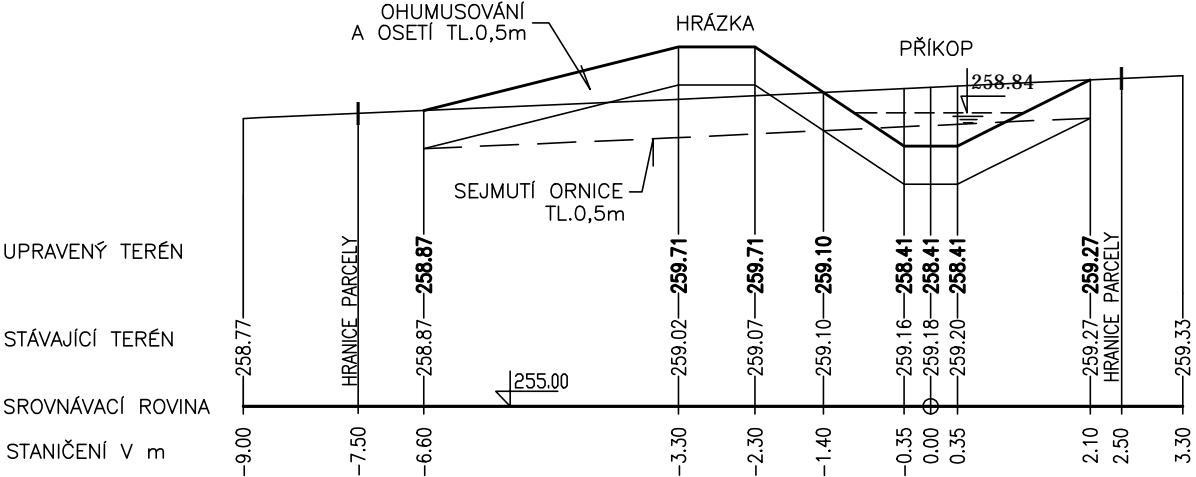 OHUMUSOVÁNÍ
A OSETÍ TL.0,5m
HRÁZKA
PŘÍKOP
258.84
SEJMUTÍ ORNICE
TL.0,5m
UPRAVENÝ TERÉN
258.87 259.71 259.71 259.10 258.41 258.41 258.41 259.27
HRANICE PARCELY
HRANICE PARCELY
STÁVAJÍCÍ TERÉN
258.77 258.87 259.02 259.07 259.10 259.16 259.18 259.20 259.27 259.33
255.00
SROVNÁVACÍ ROVINA
STANIČENÍ V m
-9.00 -7.50 -6.60 -3.30 -2.30 -1.40 -0.35 0.00 0.35 2.10 2.50 3.30